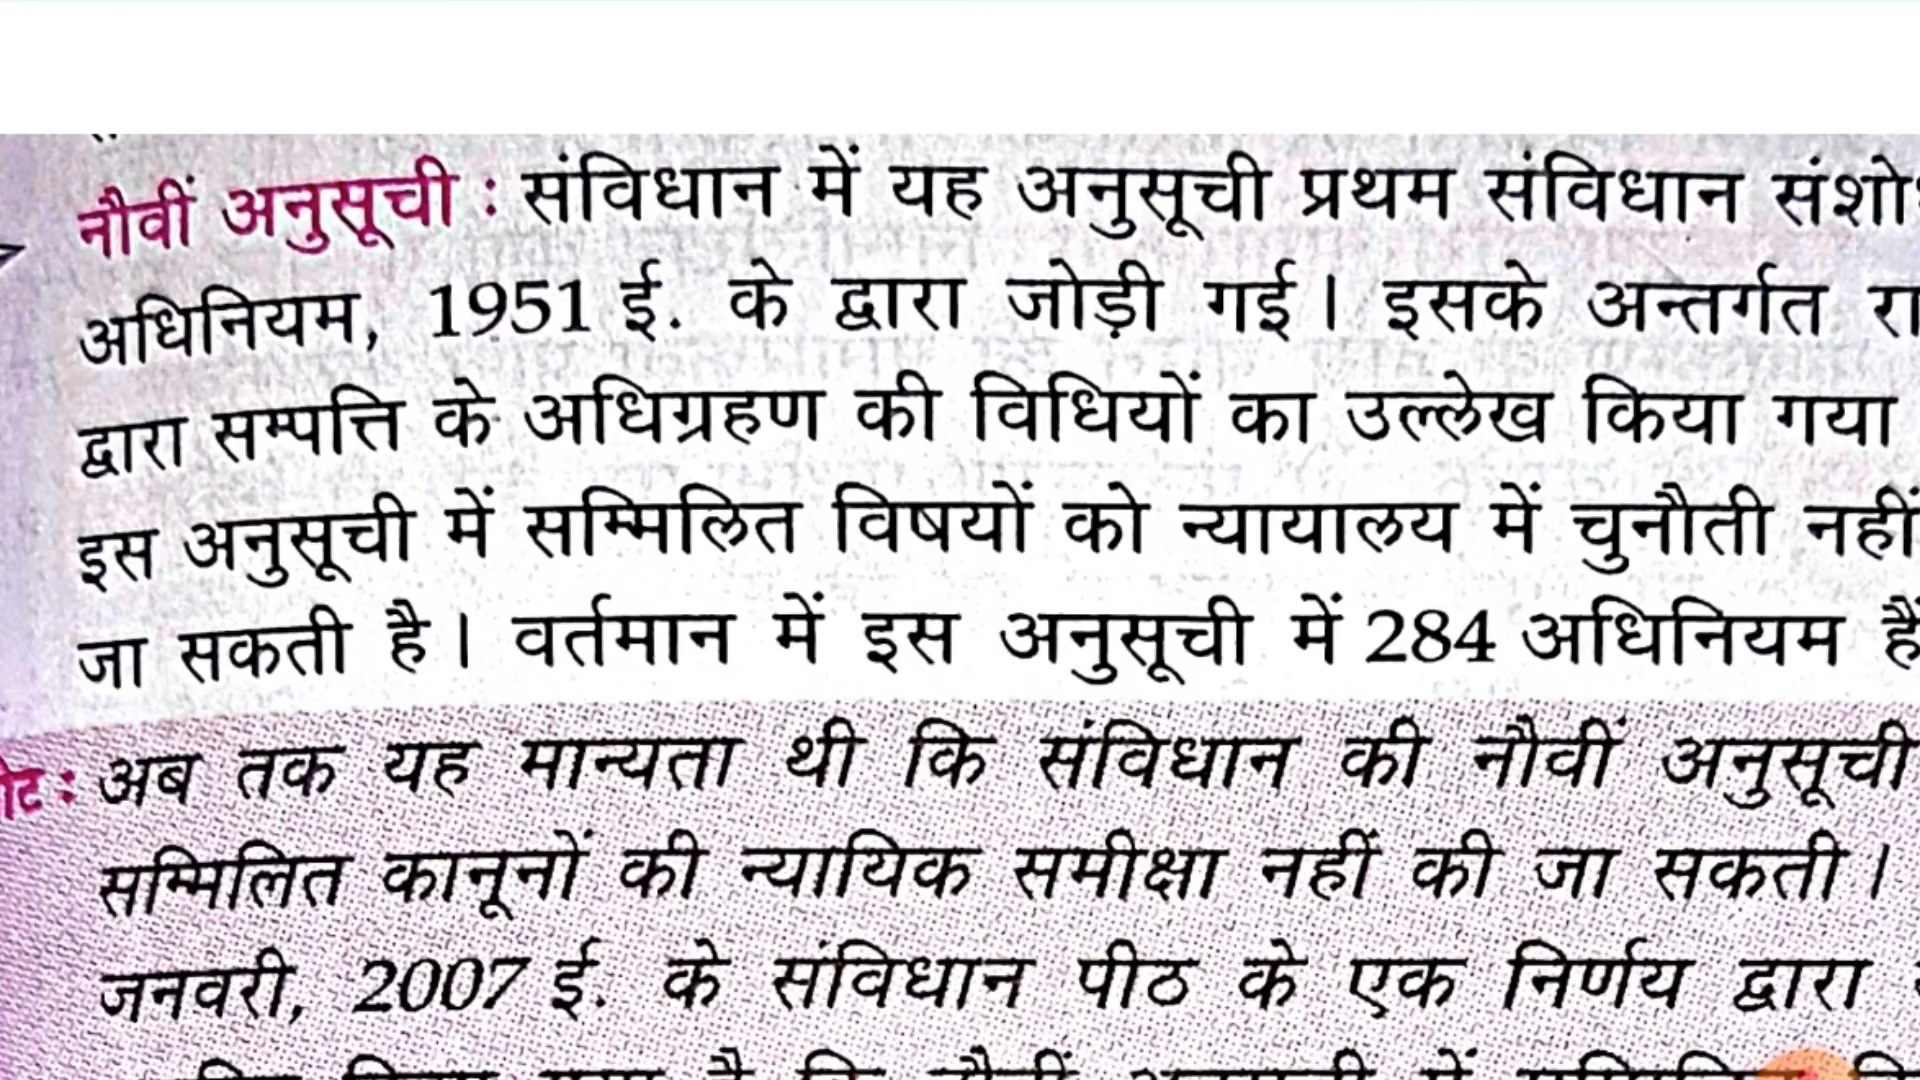 नौवीं अनुसूची : संविधान में यह अनुसूची प्रथम संविधान
अधिनियम, 1951 ई. के द्वारा जोड़ी गई। इसके अन्तर्गत
द्वारा सम्पत्ति के अधिग्रहण की विधियों का उल्लेख किया गया
इस अनुसूची में सम्मिलित विषयों को न्यायालय में चुनौती नहीं
जा सकती है। वर्तमान में इस अनुसूची में 284 अधिनियम हैं
अब तक यह मान्यता थी कि संविधान की नौवीं अनुसूची
सम्मिलित कानूनों की न्यायिक समीक्षा नहीं की जा सकती।
जनवरी, 2007 ई. के संविधान पीठ के एक निर्णय द्वारा